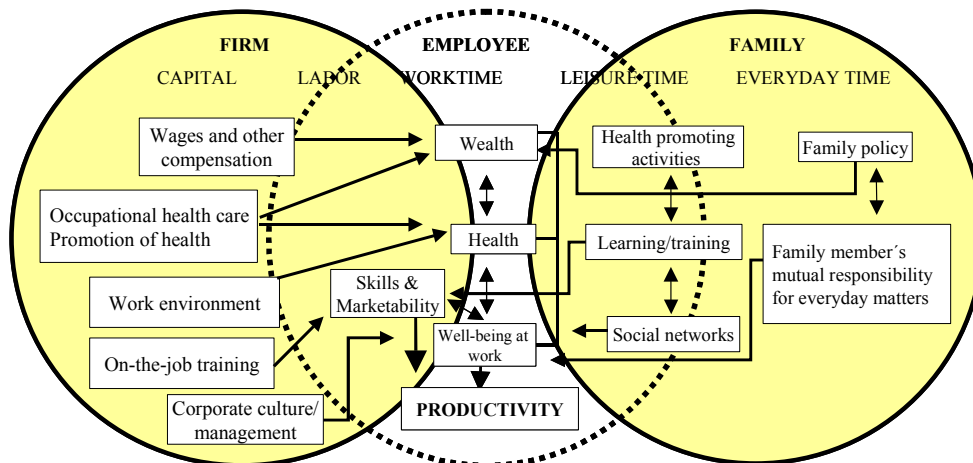 FIRM
EMPLOYEE
FAMILY
CAPITAL
LABOR
WORKTIME
LEISURE TIME
EVERYDAY TIME
Wages and other
compensation
Wealth
Health promoting
activities
Family policy
Occupational health care
Promotion of health
Health
Learning/training
Family member´s
mutual responsibility
for everyday matters
Work environment
Skills &
Marketability
Well-being at
work
Social networks
On-the-job training
Corporate culture/
management
PRODUCTIVITY